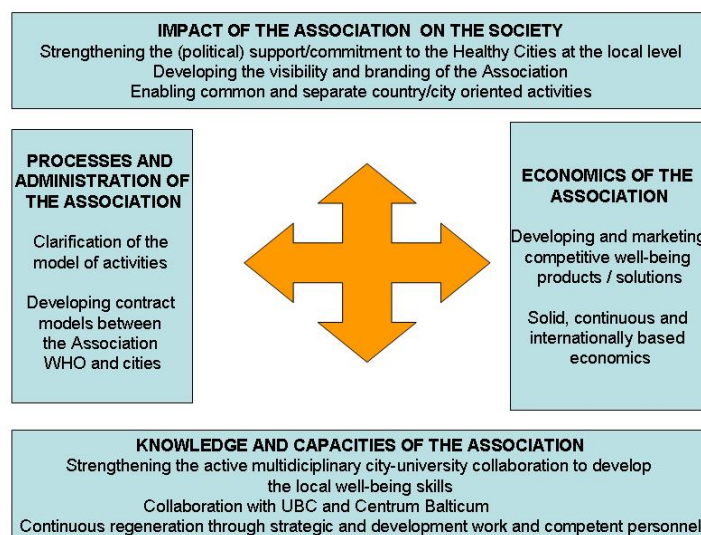 IMPACT OF THE ASSOCIATION ON THE SOCIETY
Strengthening the (political) support/commitment to the Healthy Cities at the local level
Developing the visibility and branding of the Association
Enabling common and separate country/city oriented activities
PROCESSES AND
ADMINISTRATION OF
THE ASSOCIATION
Clarification of the
model of activities
Developing contract
models between
the Association
WHO and cities
ECONOMICS OF THE
ASSOCIATION
Developing and marketing
competitive well-being
products / solutions
Solid, continuous and
internationally based
economics
KNOWLEDGE AND CAPACITIES OF THE ASSOCIATION
Strengthening the active multidiciplinary city-university collaboration to develop
the local well-being skills
Collaboration with UBC and Centrum Balticum
Continuous regeneration through strategic and development work and competent personnel